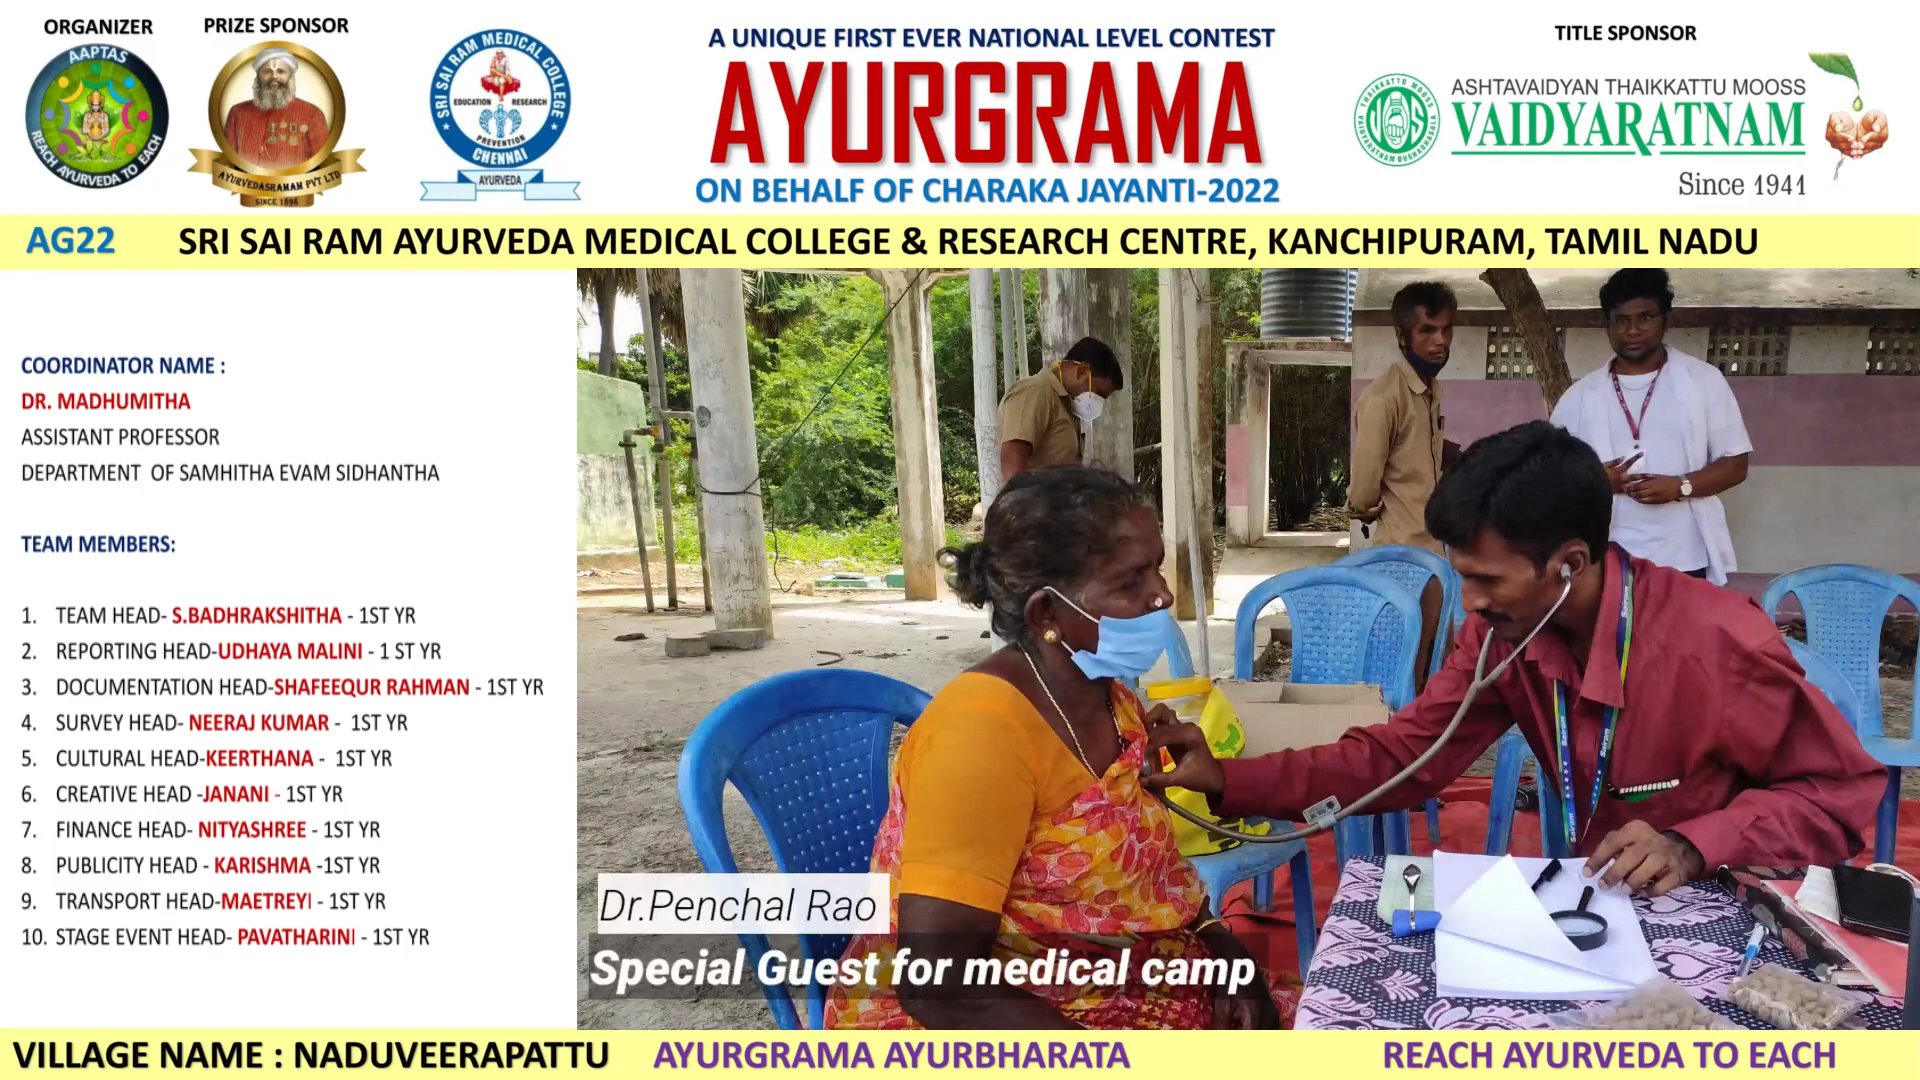 ORGANIZER
AAPTAS
REACH AYURVEDA TO EACH
PRIZE SPONSOR
AYURVEDASRAMAM PVT LTD
SINCE 1898
SRI SAI RAM MEDICAL COLLEGE
EDUCATION RESEARCH
PREVENTION
CHENNAI
AYURVEDA
A UNIQUE FIRST EVER NATIONAL LEVEL CONTEST
AYURGRAMA
ON BEHALF OF CHARAKA JAYANTI-2022
TITLE SPONSOR
THAIKKATTU MOOSS
VAIDYARATNAM OUSHADHASALA
ASHTAVAIDYAN THAIKKATTU MOOSS
VAIDYARATNAM
Since 1941
AG22 SRI SAI RAM AYURVEDA MEDICAL COLLEGE & RESEARCH CENTRE, KANCHIPURAM, TAMIL NADU
COORDINATOR NAME :
DR. MADHUMITHA
ASSISTANT PROFESSOR
DEPARTMENT OF SAMHITHA EVAM SIDHANTHA
TEAM MEMBERS:
1. TEAM HEAD- S.BADHRAKSHITHA - 1ST YR
2. REPORTING HEAD-UDHAYA MALINI - 1 ST YR
3. DOCUMENTATION HEAD-SHAFEEQUR RAHMAN - 1ST YR
4. SURVEY HEAD- NEERAJ KUMAR - 1ST YR
5. CULTURAL HEAD-KEERTHANA - 1ST YR
6. CREATIVE HEAD -JANANI - 1ST YR
7. FINANCE HEAD- NITYASHREE - 1ST YR
8. PUBLICITY HEAD - KARISHMA -1ST YR
9. TRANSPORT HEAD-MAETREYI - 1ST YR
10. STAGE EVENT HEAD- PAVATHARINI - 1ST YR
Sairam
Sairam
Sairam
Dr.Penchal Rao
Special Guest for medical camp
VILLAGE NAME : NADUVEERAPATTU AYURGRAMA AYURBHARATA REACH AYURVEDA TO EACH